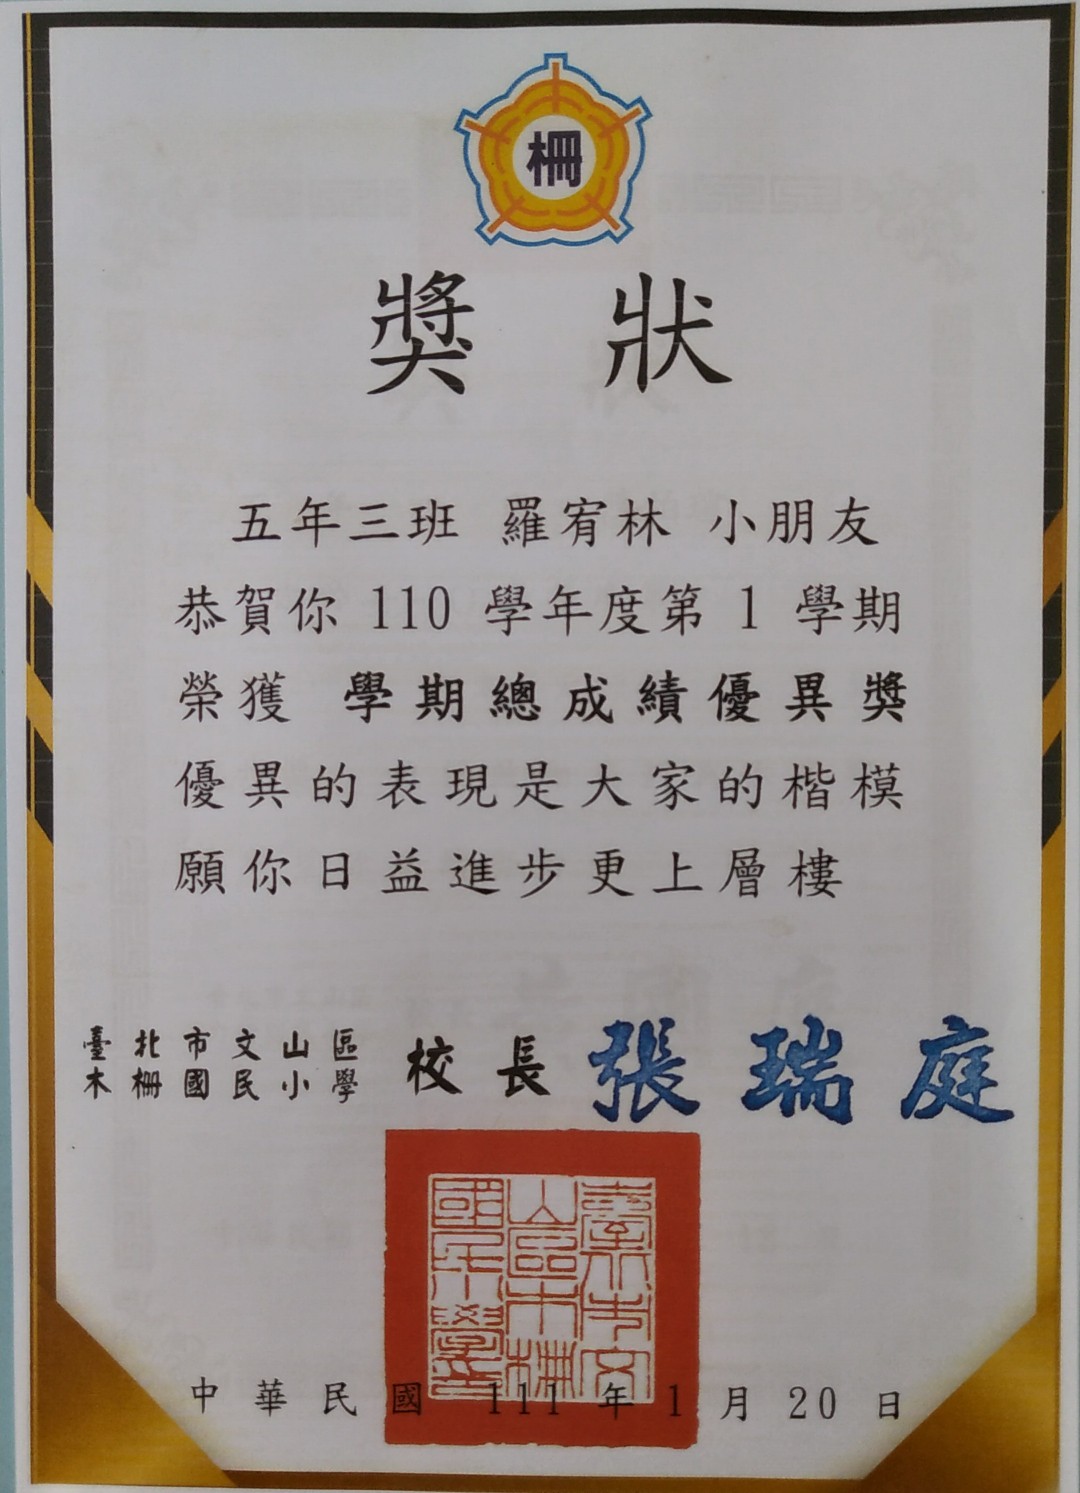 柵
獎狀
五年三班 羅宥林 小朋友
恭賀你 110 學年度第 1 學期
榮獲 學期總成績優異獎
優異的表現是大家的楷模
願你日益進步更上層樓
臺北市文山區
木柵國民小學
校長 張瑞庭
臺北市文
山區木柵
國民小學
中華民國 111 年 1 月 20 日